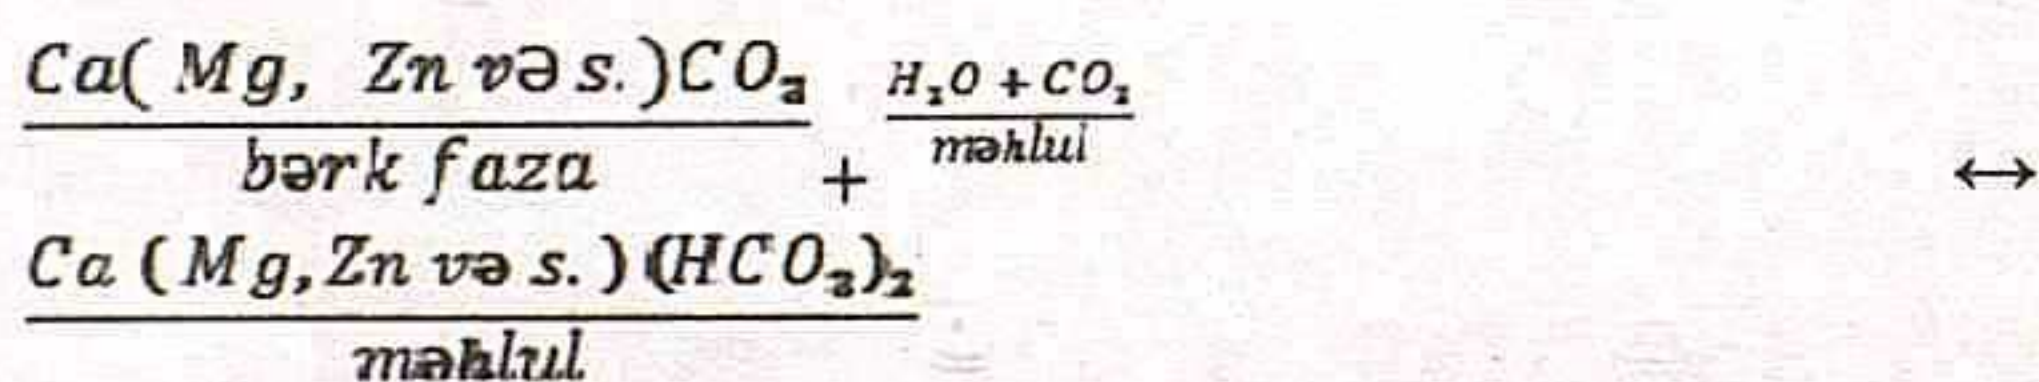 Ca( Mg, Zn və s.)CO₃ H₂O + CO₂
bərk faza + məhlul ↔
Ca (Mg,Zn və s.)(HCO₃)₂
məhlul